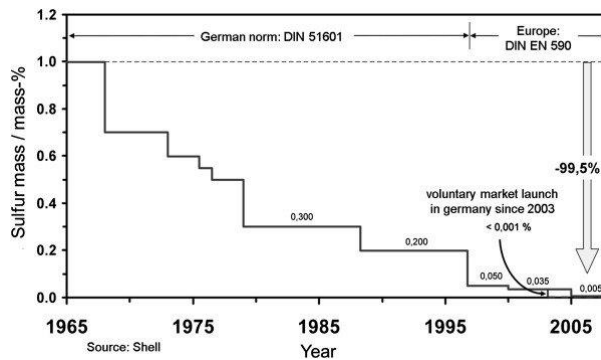 German norm: DIN 51601
Europe:
DIN EN 590
Sulfur mass / mass-%
1.2
1.0
0.8
0.6
0.4
0.2
0.0
-99,5%
voluntary market launch
in germany since 2003
< 0,001 %
0,300
0,200
0,050
0,035
0,005
1965
1975
1985
1995
2005
Source: Shell
Year